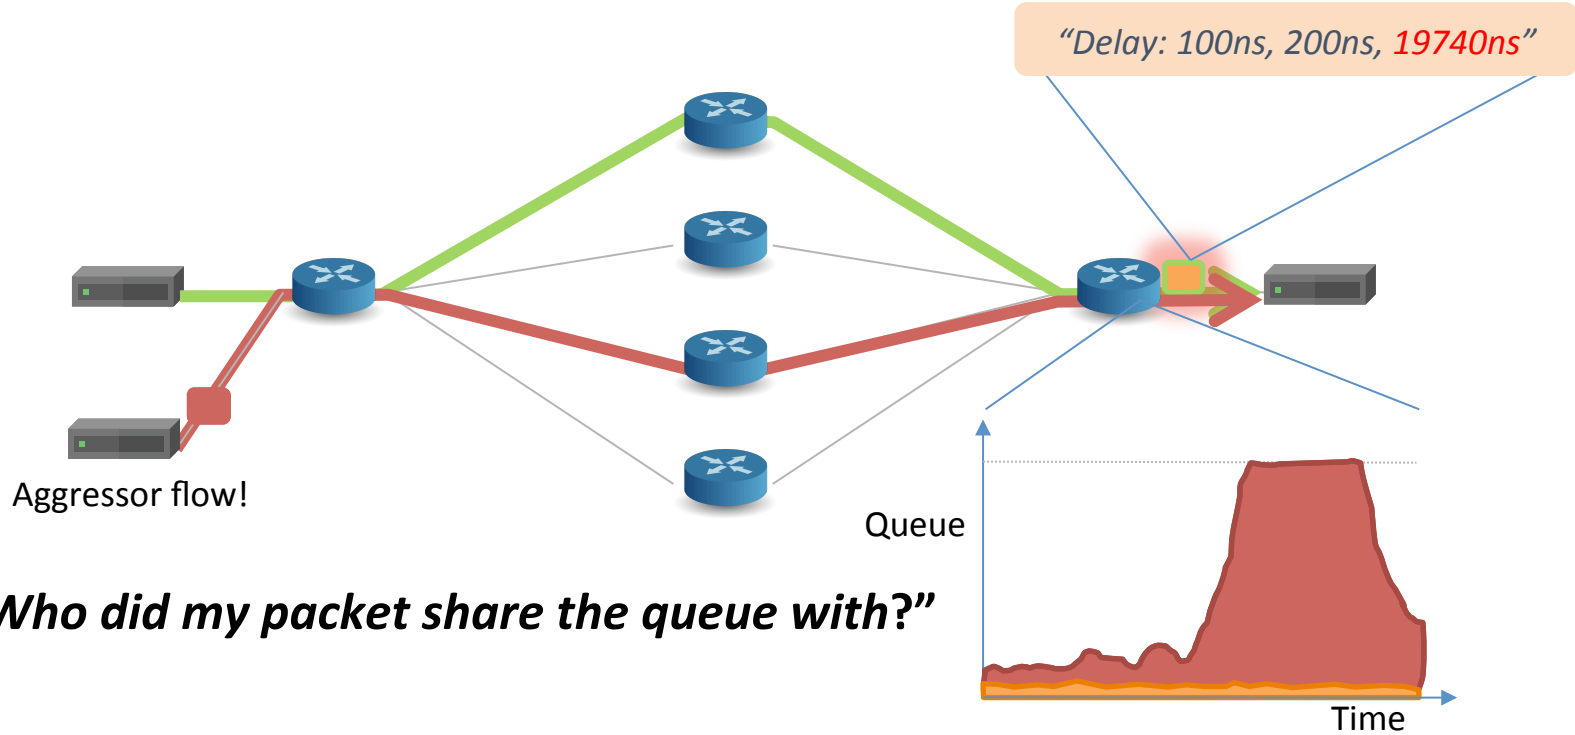 “Delay: 100ns, 200ns, 19740ns”
Aggressor flow!
Queue
Who did my packet share the queue with?”
Time